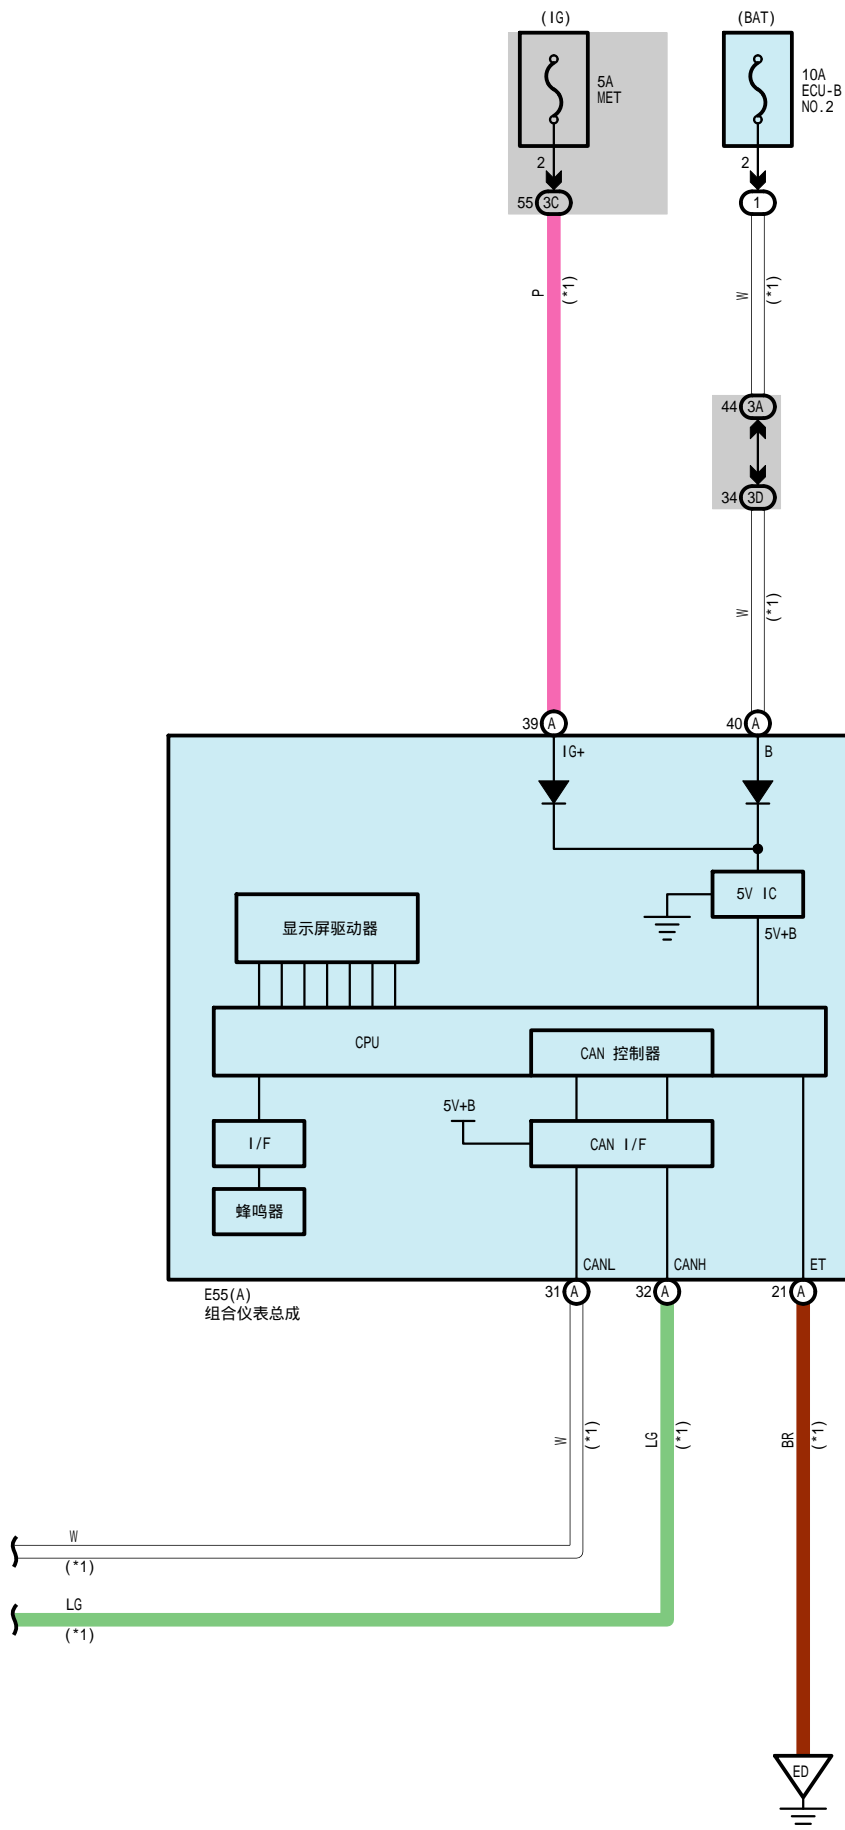 (IG)
(BAT)
5A
MET
10A
ECU-B
NO.2
2
2
55 3C
1
P
(*1)
W
(*1)
44 3A
34 3D
W
(*1)
39 A
40 A
IG+
B
5V IC
5V+B
显示屏驱动器
CPU
CAN 控制器
5V+B
I/F
CAN I/F
蜂鸣器
CANL
CANH
ET
E55(A)
组合仪表总成
31 A
32 A
21 A
W
(*1)
LG
(*1)
BR
(*1)
W
(*1)
LG
(*1)
ED